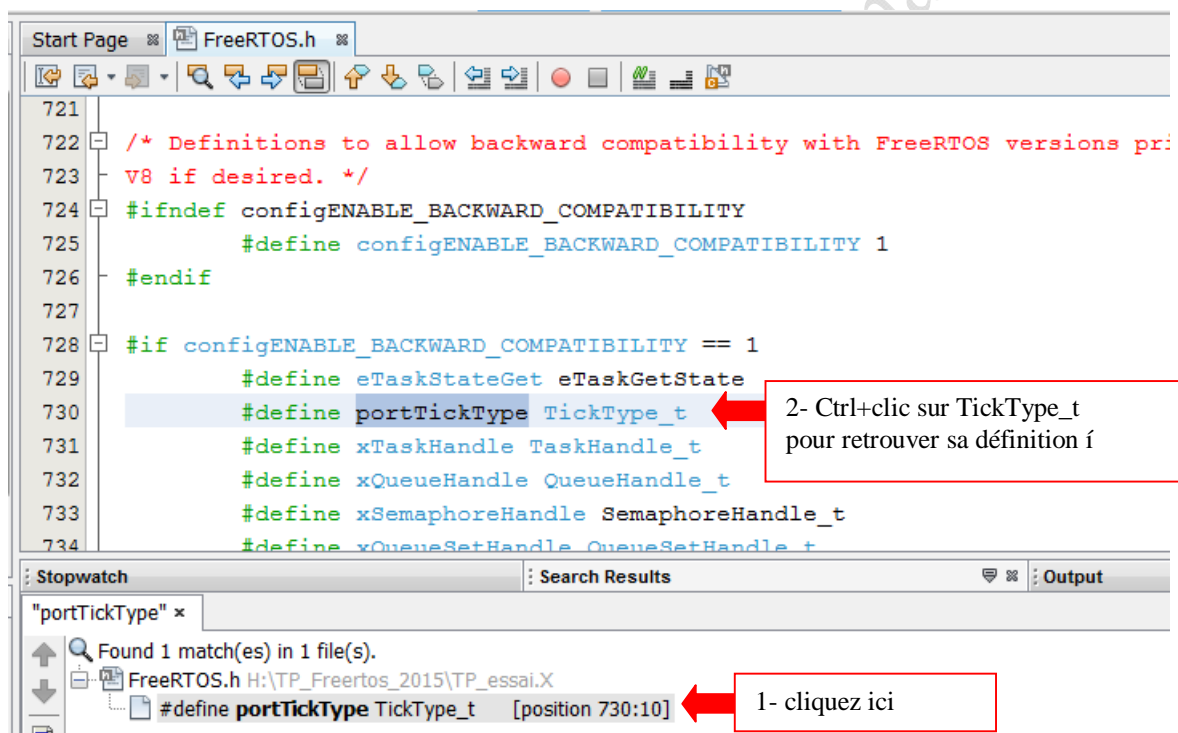 Start Page FreeRTOS.h
721
722 /* Definitions to allow backward compatibility with FreeRTOS versions pri
723 V8 if desired. */
724 #ifndef configENABLE_BACKWARD_COMPATIBILITY
725 #define configENABLE_BACKWARD_COMPATIBILITY 1
726 #endif
727
728 #if configENABLE_BACKWARD_COMPATIBILITY == 1
729 #define eTaskStateGet eTaskGetState
730 #define portTickType TickType_t
2- Ctrl+clic sur TickType_t
pour retrouver sa définition í
731 #define xTaskHandle TaskHandle_t
732 #define xQueueHandle QueueHandle_t
733 #define xSemaphoreHandle SemaphoreHandle_t
734 #define xQueueSetHandle QueueSetHandle_t
Stopwatch Search Results Output
"portTickType"
Found 1 match(es) in 1 file(s).
FreeRTOS.h H:\TP_Freertos_2015\TP_essai.X
#define portTickType TickType_t [position 730:10]
1- cliquez ici